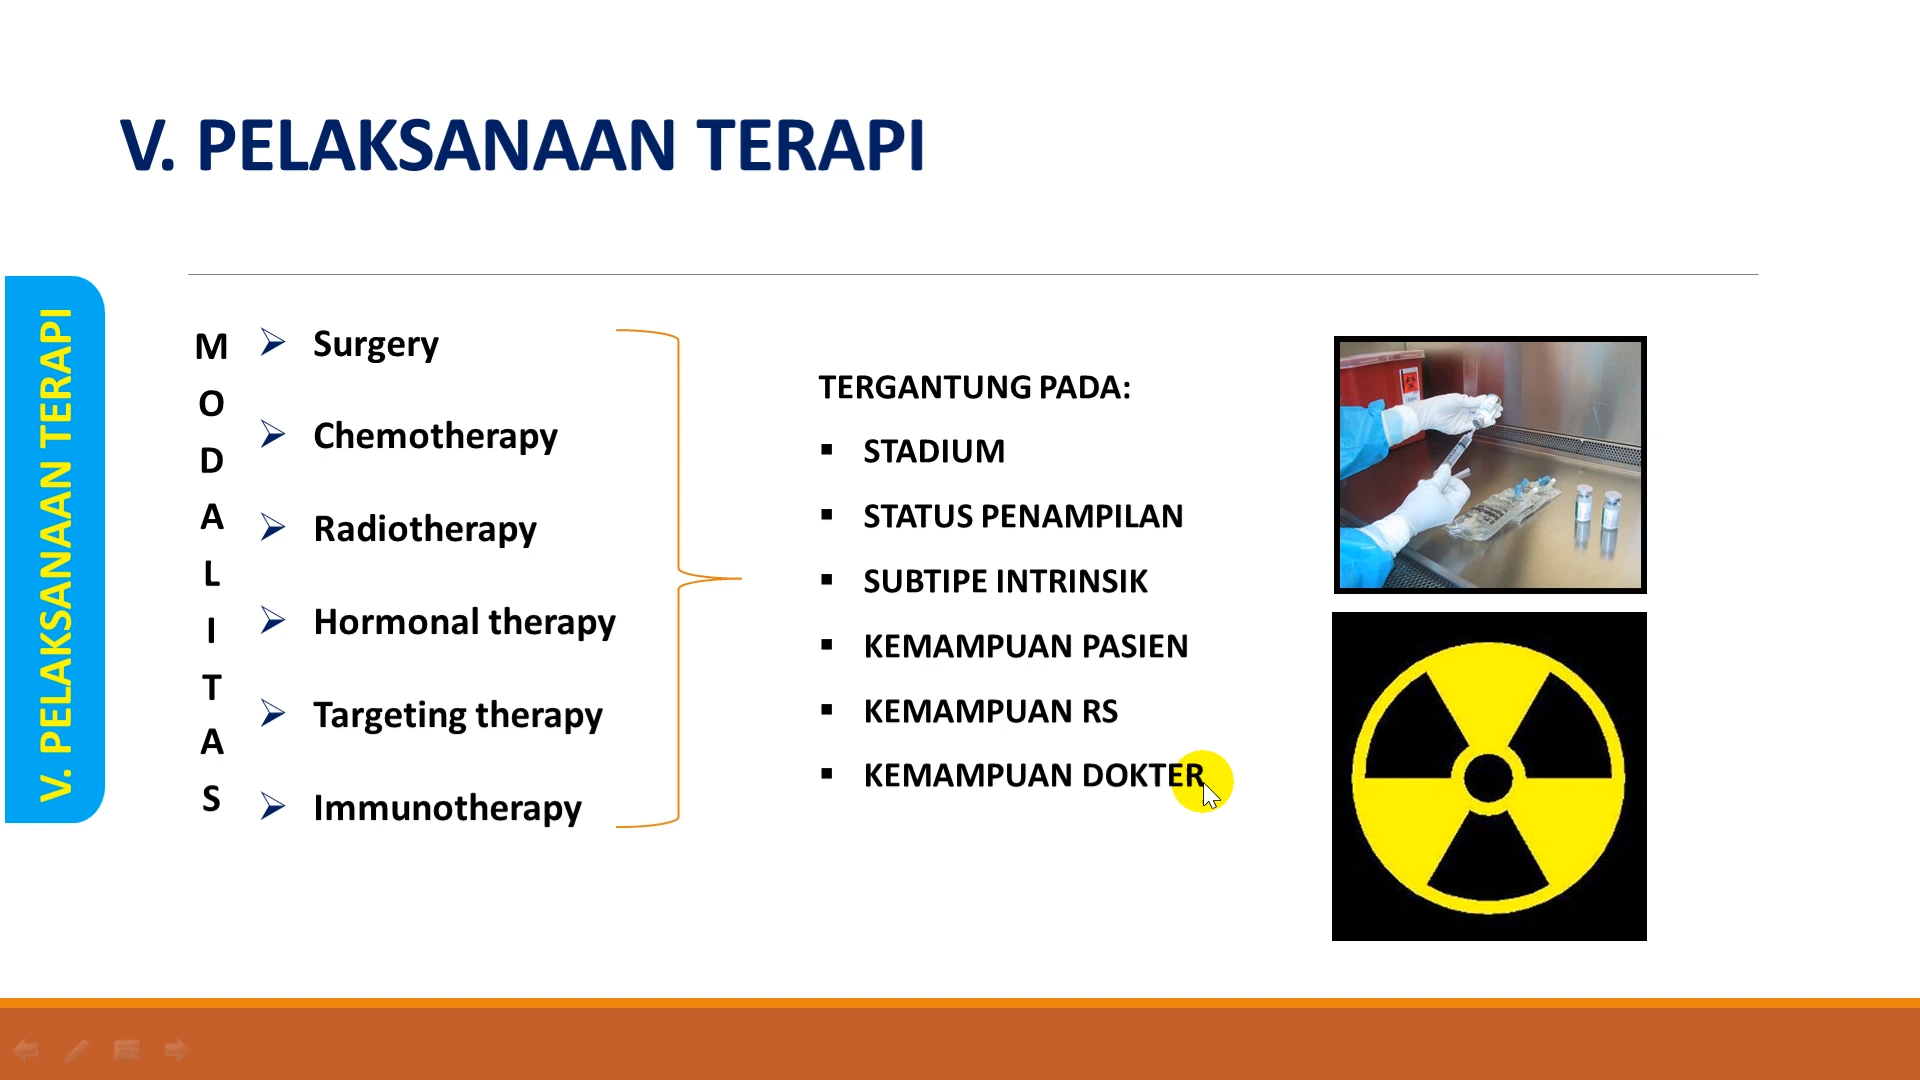 V. PELAKSANAAN TERAPI
V. PELAKSANAAN TERAPI
MODALITAS
Surgery
Chemotherapy
Radiotherapy
Hormonal therapy
Targeting therapy
Immunotherapy
TERGANTUNG PADA:
STADIUM
STATUS PENAMPILAN
SUBTIPE INTRINSIK
KEMAMPUAN PASIEN
KEMAMPUAN RS
KEMAMPUAN DOKTER